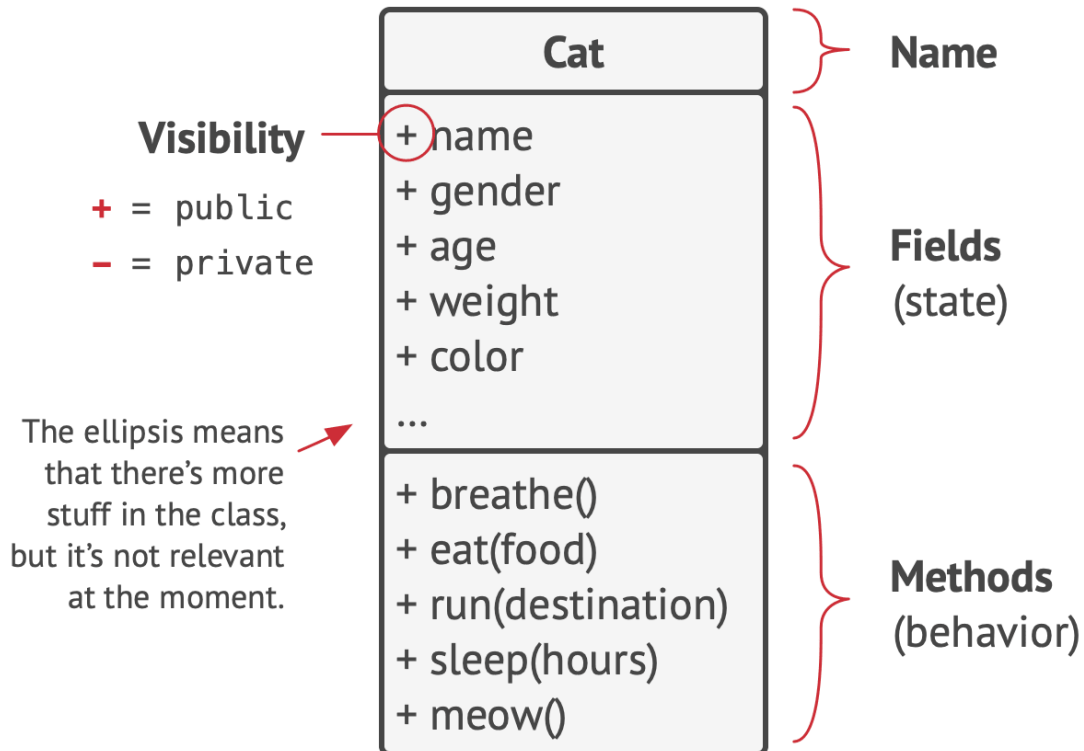 Cat
Name
Visibility
+ = public
– = private
+ name
+ gender
+ age
+ weight
+ color
...
Fields
(state)
The ellipsis means
that there’s more
stuff in the class,
but it’s not relevant
at the moment.
+ breathe()
+ eat(food)
+ run(destination)
+ sleep(hours)
+ meow()
Methods
(behavior)